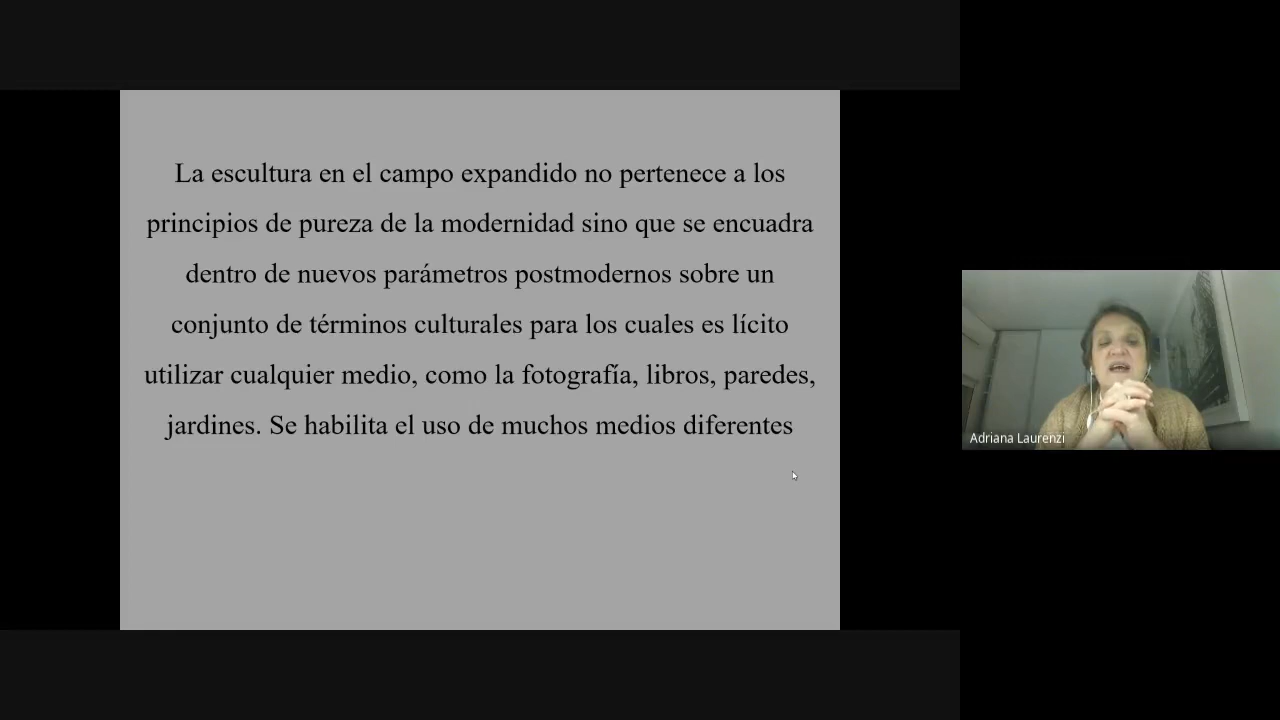 La escultura en el campo expandido no pertenece a los
principios de pureza de la modernidad sino que se encuadra
dentro de nuevos parámetros postmodernos sobre un
conjunto de términos culturales para los cuales es lícito
utilizar cualquier medio, como la fotografía, libros, paredes,
jardines. Se habilita el uso de muchos medios diferentes
Adriana Laurenzi